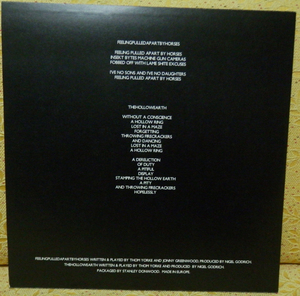 FEELINGPULLEDAPARTBYHORSES
FEELING PULLED APART BY HORSES
INSEKT BYTES MACHINE GUN CAMERAS
FOBBED OFF WITH LAME SHITE EXCUSES
I'VE NO SONS AND I'VE NO DAUGHTERS
FEELING PULLED APART BY HORSES
THEHOLLOWEARTH
WITHOUT A CONSCIENCE
A HOLLOW RING
LOST IN A MAZE
FORGETTING
THROWING FIRECRACKERS
AND DANCING
LOST IN A MAZE
A HOLLOW RING
A DERELICTION
OF DUTY
A PITIFUL
DISPLAY
STAMPING THE HOLLOW EARTH
A PITY
AND THROWING FIRECRACKERS
HOPELESSLY
FEELINGPULLEDAPARTBYHORSES WRITTEN & PLAYED BY THOM YORKE AND JONNY GREENWOOD, PRODUCED BY NIGEL GODRICH.
THEHOLLOWEARTH WRITTEN & PLAYED BY THOM YORKE AND PRODUCED BY NIGEL GODRICH.
PACKAGED BY STANLEY DONWOOD. MADE IN EUROPE.